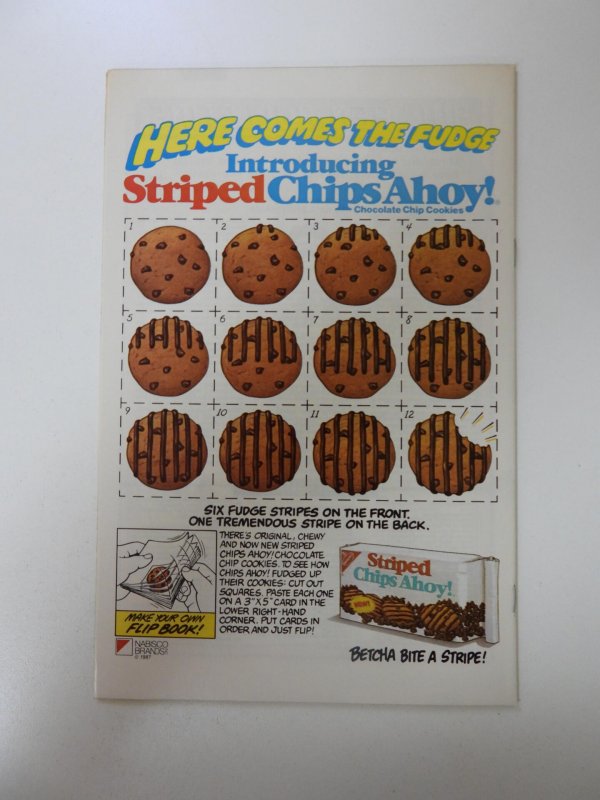 HERE COMES THE FUDGE
Introducing
Striped Chips Ahoy!®
Chocolate Chip Cookies
1 2 3 4
5 6 7 8
9 10 11 12
SIX FUDGE STRIPES ON THE FRONT.
ONE TREMENDOUS STRIPE ON THE BACK.
THERE'S ORIGINAL, CHEWY
AND NOW NEW STRIPED
CHIPS AHOY! CHOCOLATE
CHIP COOKIES. TO SEE HOW
CHIPS AHOY! FUDGED UP
THEIR COOKIES: CUT OUT
SQUARES. PASTE EACH ONE
ON A 3"X5" CARD IN THE
LOWER RIGHT-HAND
CORNER. PUT CARDS IN
ORDER AND JUST FLIP!
MAKE YOUR OWN
FLIP BOOK!
NABISCO
BRANDS
© 1987
Striped
Chips Ahoy!
NEW!
BETCHA BITE A STRIPE!